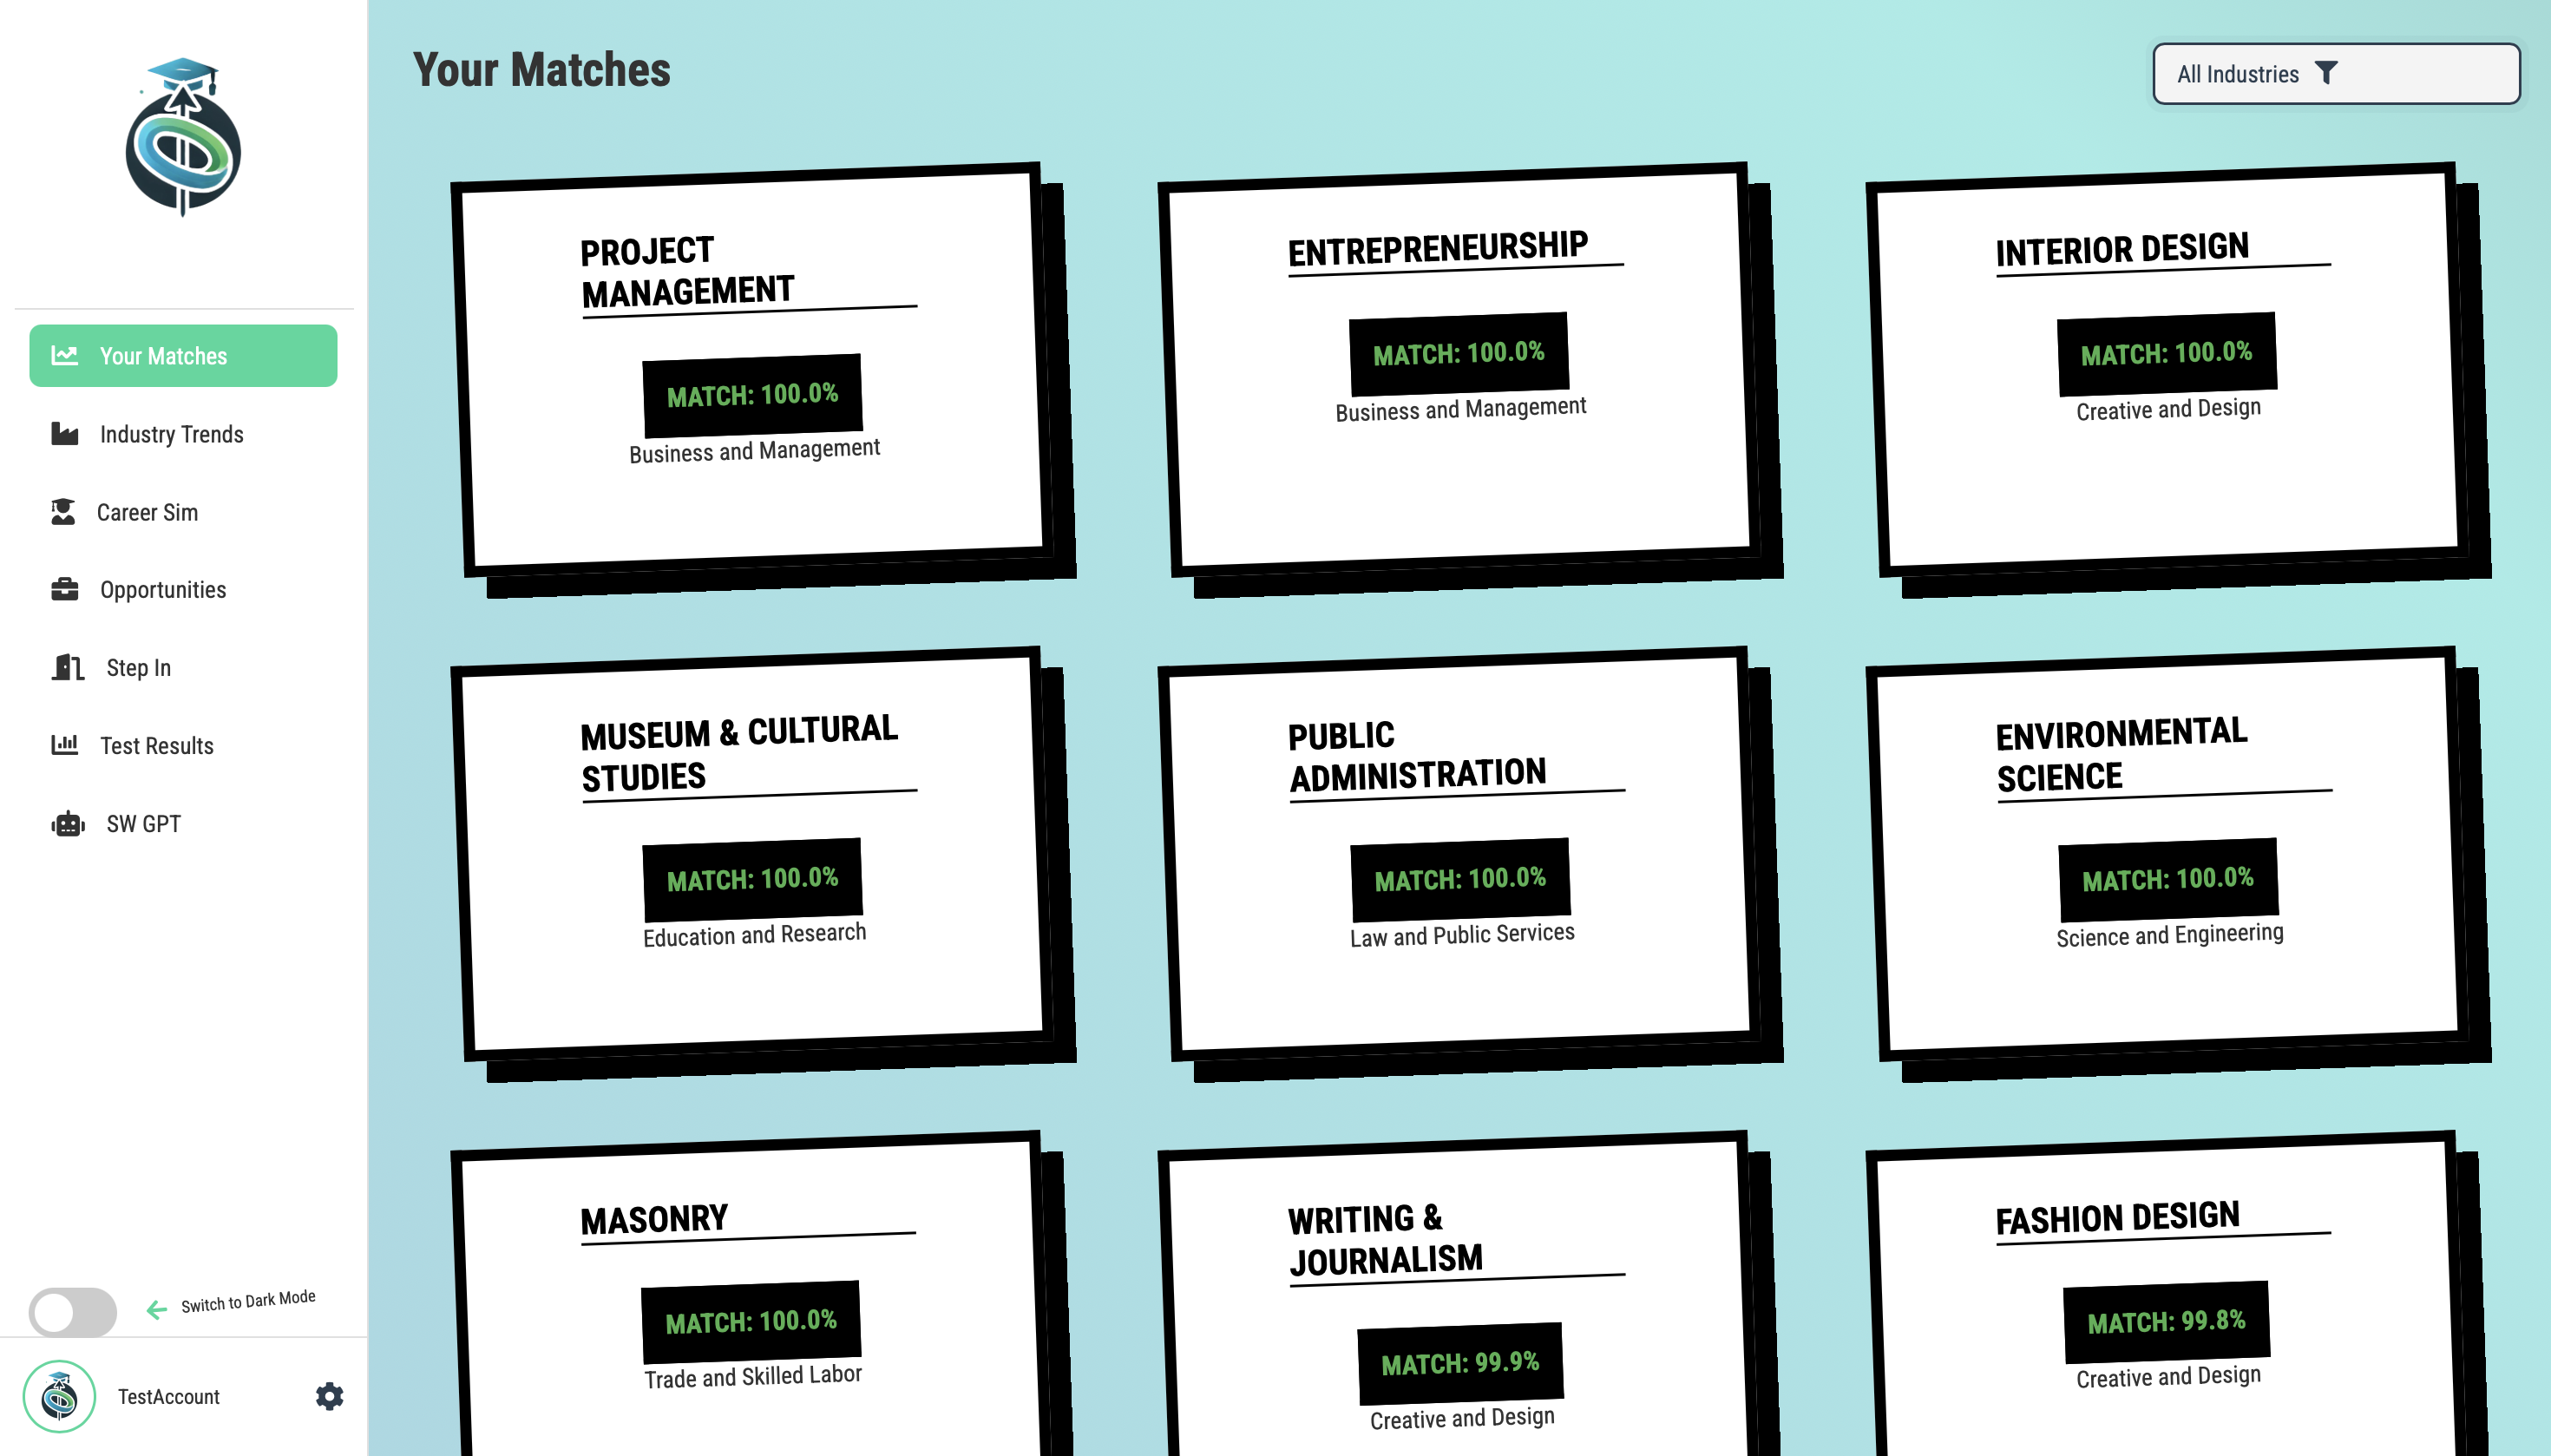 Your Matches
All Industries
Your Matches
Industry Trends
Career Sim
Opportunities
Step In
Test Results
SW GPT
Switch to Dark Mode
TestAccount
PROJECT
MANAGEMENT
MATCH: 100.0%
Business and Management
ENTREPRENEURSHIP
MATCH: 100.0%
Business and Management
INTERIOR DESIGN
MATCH: 100.0%
Creative and Design
MUSEUM & CULTURAL
STUDIES
MATCH: 100.0%
Education and Research
PUBLIC
ADMINISTRATION
MATCH: 100.0%
Law and Public Services
ENVIRONMENTAL
SCIENCE
MATCH: 100.0%
Science and Engineering
MASONRY
MATCH: 100.0%
Trade and Skilled Labor
WRITING &
JOURNALISM
MATCH: 99.9%
Creative and Design
FASHION DESIGN
MATCH: 99.8%
Creative and Design